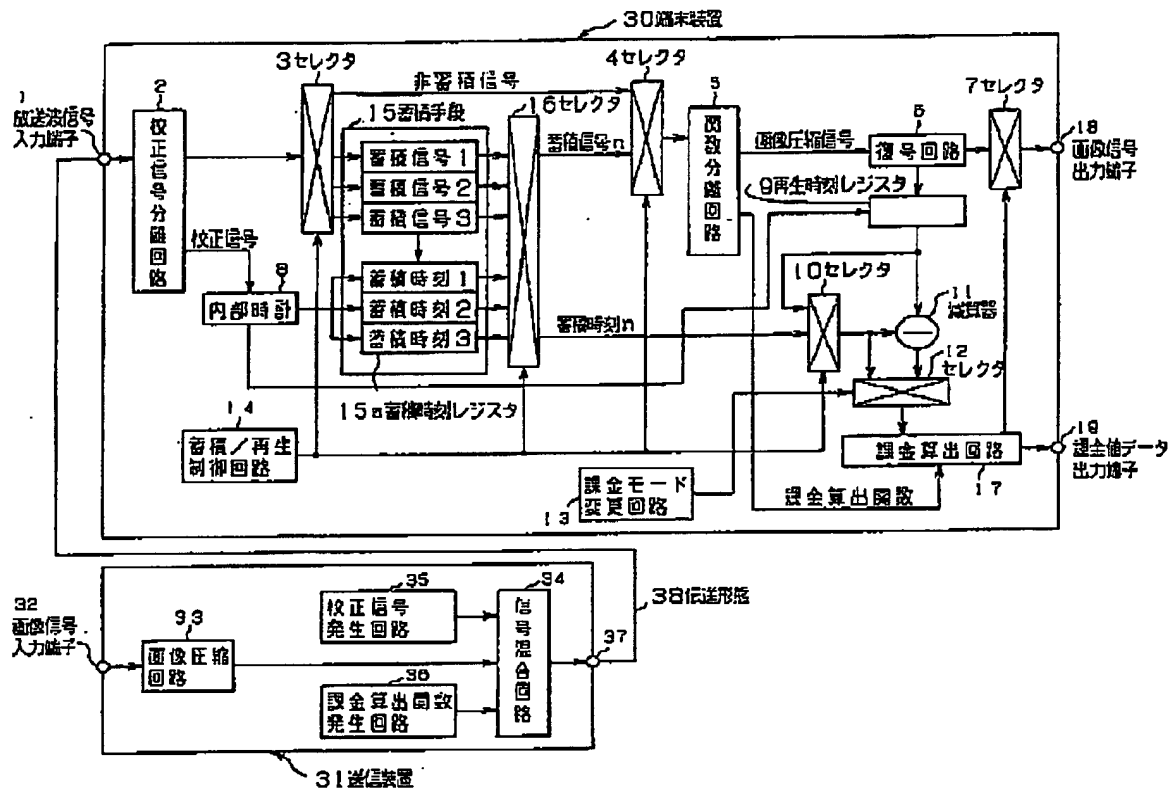 30端末装置
3セレクタ
4セレクタ
7セレクタ
1
放送波信号
入力端子
2
校正信号分離回路
非蓄積信号
15蓄積手段
16セレクタ
蓄積信号1
蓄積信号2
蓄積信号3
蓄積信号n
5
関数分離回路
画像圧縮信号
6
復号回路
18
画像信号
出力端子
9再生時刻レジスタ
校正信号
8
内部時計
蓄積時刻1
蓄積時刻2
蓄積時刻3
蓄積時刻n
10セレクタ
11
減算器
12
セレクタ
15a蓄積時刻レジスタ
14
蓄積/再生
制御回路
課金モード
変更回路
13
課金算出回路
17
課金算出関数
19
課金値データ
出力端子
32
画像信号
入力端子
33
画像圧縮
回路
35
校正信号
発生回路
36
課金算出関数
発生回路
34
信号混合回路
37
38伝送形態
31送信装置